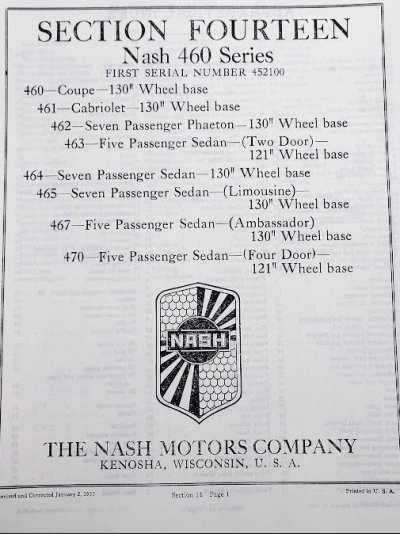 SECTION FOURTEEN
Nash 460 Series
FIRST SERIAL NUMBER 452100
460—Coupe—130" Wheel base
461—Cabriolet—130" Wheel base
462—Seven Passenger Phaeton—130" Wheel base
463—Five Passenger Sedan—(Two Door)—
121" Wheel base
464—Seven Passenger Sedan—130" Wheel base
465—Seven Passenger Sedan—(Limousine)—
130" Wheel base
467—Five Passenger Sedan—(Ambassador)
130" Wheel base
470—Five Passenger Sedan—(Four Door)—
121" Wheel base
NASH
THE NASH MOTORS COMPANY
KENOSHA, WISCONSIN, U. S. A.
evised and Corrected January 2, 1930 Section 14 Page 1 Printed in U. S. A.